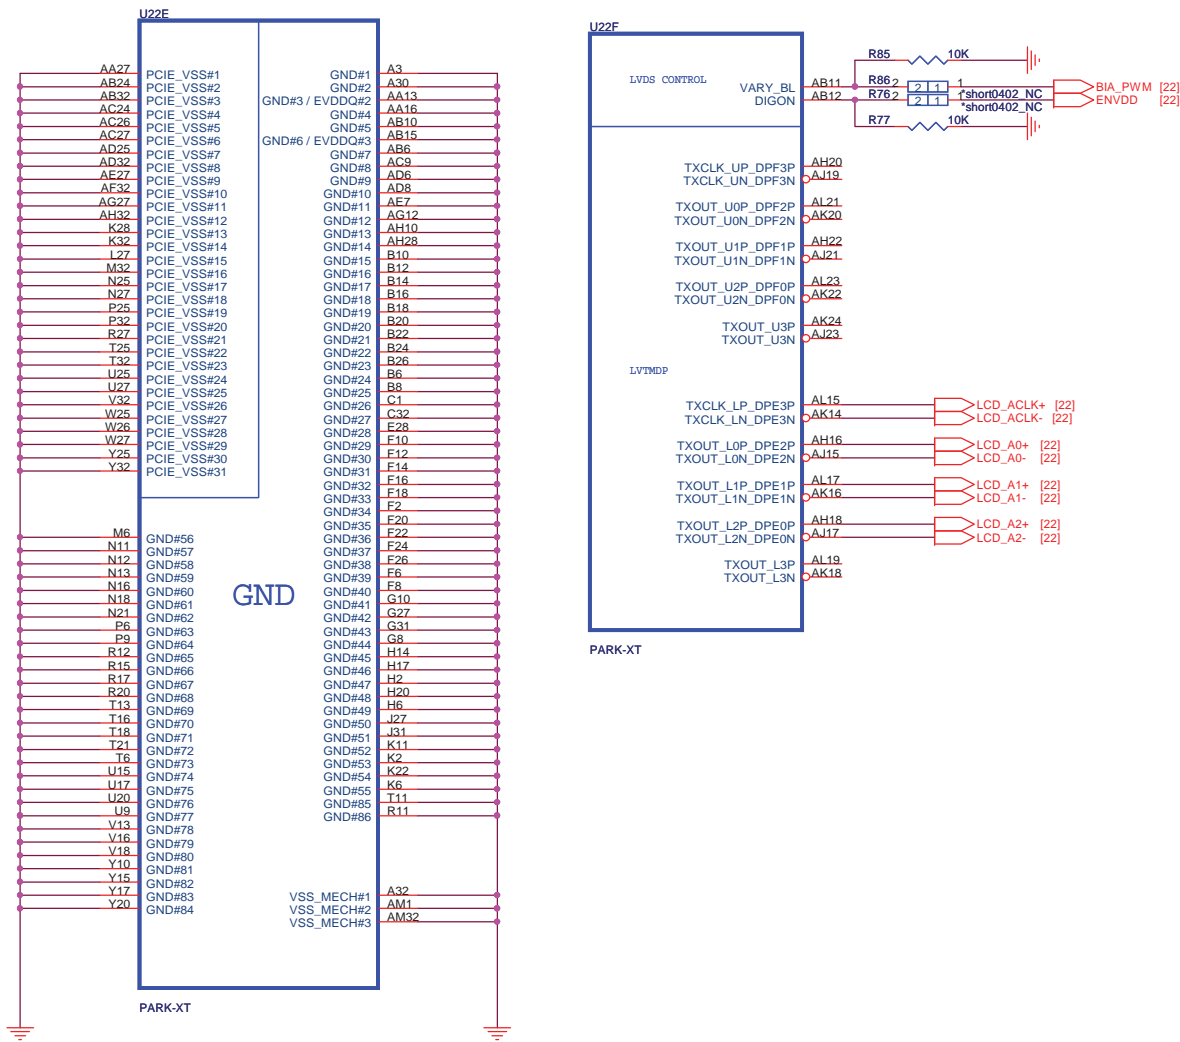 U22E
AA27 PCIE_VSS#1 GND#1 A3
AB24 PCIE_VSS#2 GND#2 A30
AB32 PCIE_VSS#3 GND#3 / EVDDQ#2 AA13
AC24 PCIE_VSS#4 GND#4 AA16
AC26 PCIE_VSS#5 GND#5 AB10
AC27 PCIE_VSS#6 GND#6 / EVDDQ#3 AB15
AD25 PCIE_VSS#7 GND#7 AB6
AD32 PCIE_VSS#8 GND#8 AC9
AE27 PCIE_VSS#9 GND#9 AD6
AF32 PCIE_VSS#10 GND#10 AD8
AG27 PCIE_VSS#11 GND#11 AE7
AH32 PCIE_VSS#12 GND#12 AG12
K28 PCIE_VSS#13 GND#13 AH10
K32 PCIE_VSS#14 GND#14 AH28
L27 PCIE_VSS#15 GND#15 B10
M32 PCIE_VSS#16 GND#16 B12
N25 PCIE_VSS#17 GND#17 B14
N27 PCIE_VSS#18 GND#18 B16
P25 PCIE_VSS#19 GND#19 B18
P32 PCIE_VSS#20 GND#20 B20
R27 PCIE_VSS#21 GND#21 B22
T25 PCIE_VSS#22 GND#22 B24
T32 PCIE_VSS#23 GND#23 B26
U25 PCIE_VSS#24 GND#24 B6
U27 PCIE_VSS#25 GND#25 B8
V32 PCIE_VSS#26 GND#26 C1
W25 PCIE_VSS#27 GND#27 C32
W26 PCIE_VSS#28 GND#28 E28
W27 PCIE_VSS#29 GND#29 F10
Y25 PCIE_VSS#30 GND#30 F12
Y32 PCIE_VSS#31 GND#31 F14
GND#32 F16
GND#33 F18
GND#34 F2
GND#35 F20
M6 GND#56 GND#36 F22
N11 GND#57 GND#37 F24
N12 GND#58 GND#38 F26
N13 GND#59 GND#39 F6
N16 GND#60 GND#40 F8
GND
N18 GND#61 GND#41 G10
N21 GND#62 GND#42 G27
P6 GND#63 GND#43 G31
P9 GND#64 GND#44 G8
R12 GND#65 GND#45 H14
R15 GND#66 GND#46 H17
R17 GND#67 GND#47 H2
R20 GND#68 GND#48 H20
T13 GND#69 GND#49 H6
T16 GND#70 GND#50 J27
T18 GND#71 GND#51 J31
T21 GND#72 GND#52 K11
T6 GND#73 GND#53 K2
U15 GND#74 GND#54 K22
U17 GND#75 GND#55 K6
U20 GND#76 GND#85 T11
U9 GND#77 GND#86 R11
V13 GND#78
V16 GND#79
V18 GND#80
Y10 GND#81
Y15 GND#82
Y17 GND#83 VSS_MECH#1 A32
Y20 GND#84 VSS_MECH#2 AM1
VSS_MECH#3 AM32
PARK-XT
U22F
R85 10K
LVDS CONTROL
VARY_BL AB11 R86 2 2 1 1 BIA_PWM [22]
*short0402_NC
DIGON AB12 R76 2 2 1 1 ENVDD [22]
*short0402_NC
R77 10K
TXCLK_UP_DPF3P AH20
TXCLK_UN_DPF3N AJ19
TXOUT_U0P_DPF2P AL21
TXOUT_U0N_DPF2N AK20
TXOUT_U1P_DPF1P AH22
TXOUT_U1N_DPF1N AJ21
TXOUT_U2P_DPF0P AL23
TXOUT_U2N_DPF0N AK22
TXOUT_U3P AK24
TXOUT_U3N AJ23
LVTMDP
TXCLK_LP_DPE3P AL15 LCD_ACLK+ [22]
TXCLK_LN_DPE3N AK14 LCD_ACLK- [22]
TXOUT_L0P_DPE2P AH16 LCD_A0+ [22]
TXOUT_L0N_DPE2N AJ15 LCD_A0- [22]
TXOUT_L1P_DPE1P AL17 LCD_A1+ [22]
TXOUT_L1N_DPE1N AK16 LCD_A1- [22]
TXOUT_L2P_DPE0P AH18 LCD_A2+ [22]
TXOUT_L2N_DPE0N AJ17 LCD_A2- [22]
TXOUT_L3P AL19
TXOUT_L3N AK18
PARK-XT